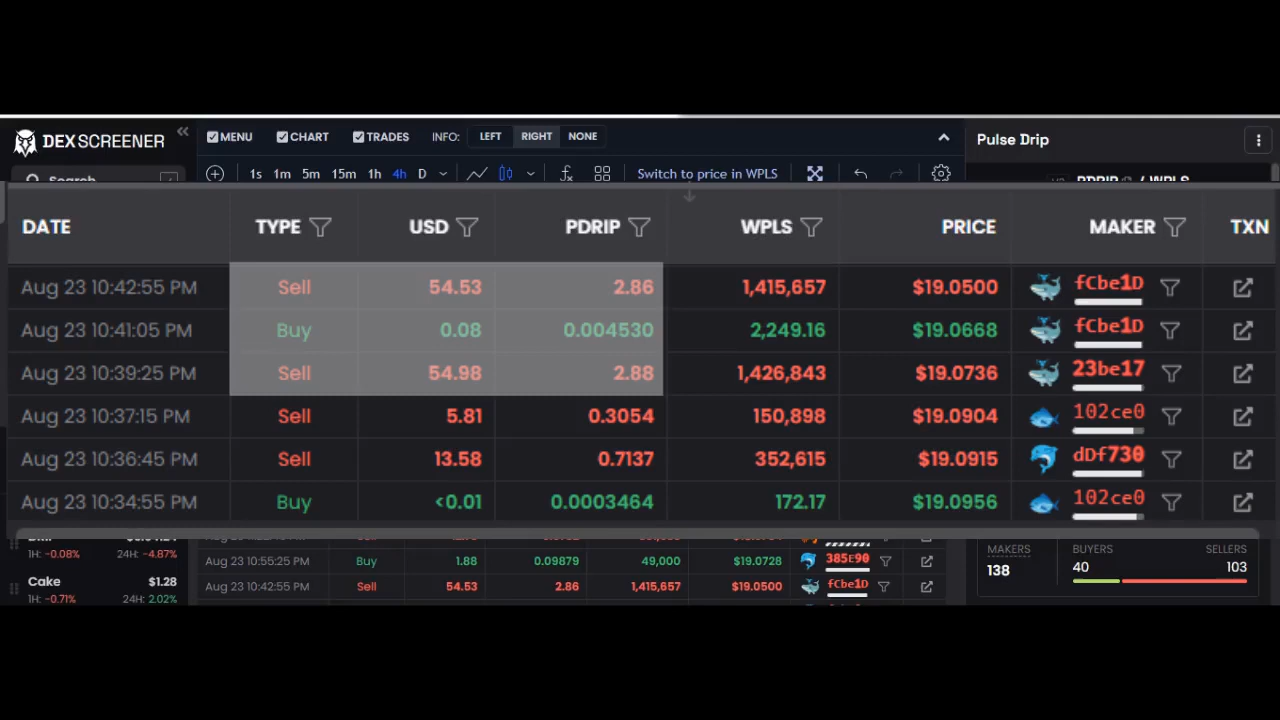 DEX SCREENER «
MENU CHART TRADES INFO: LEFT RIGHT NONE
Pulse Drip
Search
1s 1m 5m 15m 1h 4h D Switch to price in WPLS
PDRIP / WPLS
DATE TYPE USD PDRIP WPLS PRICE MAKER TXN
Aug 23 10:42:55 PM Sell 54.53 2.86 1,415,657 $19.0500 fCbe1D
Aug 23 10:41:05 PM Buy 0.08 0.004530 2,249.16 $19.0668 fCbe1D
Aug 23 10:39:25 PM Sell 54.98 2.88 1,426,843 $19.0736 23be17
Aug 23 10:37:15 PM Sell 5.81 0.3054 150,898 $19.0904 102ce0
Aug 23 10:36:45 PM Sell 13.58 0.7137 352,615 $19.0915 dDf730
Aug 23 10:34:55 PM Buy <0.01 0.0003464 172.17 $19.0956 102ce0
1H: -0.08% 24H: -4.87%
Cake $1.28
1H: -0.71% 24H: 2.02%
Aug 23 10:55:25 PM Buy 1.88 0.09879 49,000 $19.0728 385E90
Aug 23 10:42:55 PM Sell 54.53 2.86 1,415,657 $19.0500 fCbe1D
MAKERS BUYERS SELLERS
138 40 103